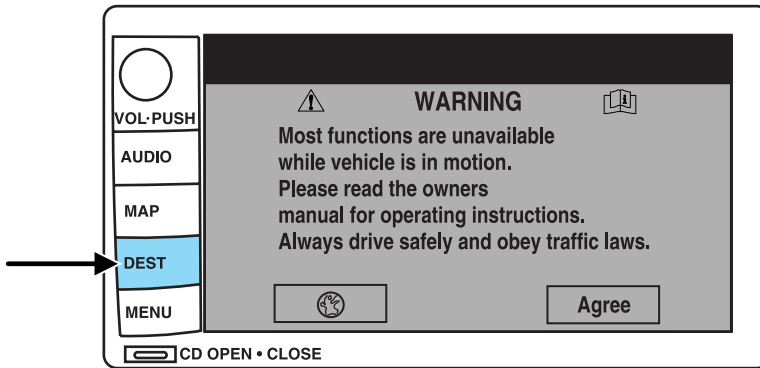 VOL·PUSH
AUDIO
MAP
DEST
MENU
WARNING
Most functions are unavailable
while vehicle is in motion.
Please read the owners
manual for operating instructions.
Always drive safely and obey traffic laws.
Agree
CD OPEN • CLOSE